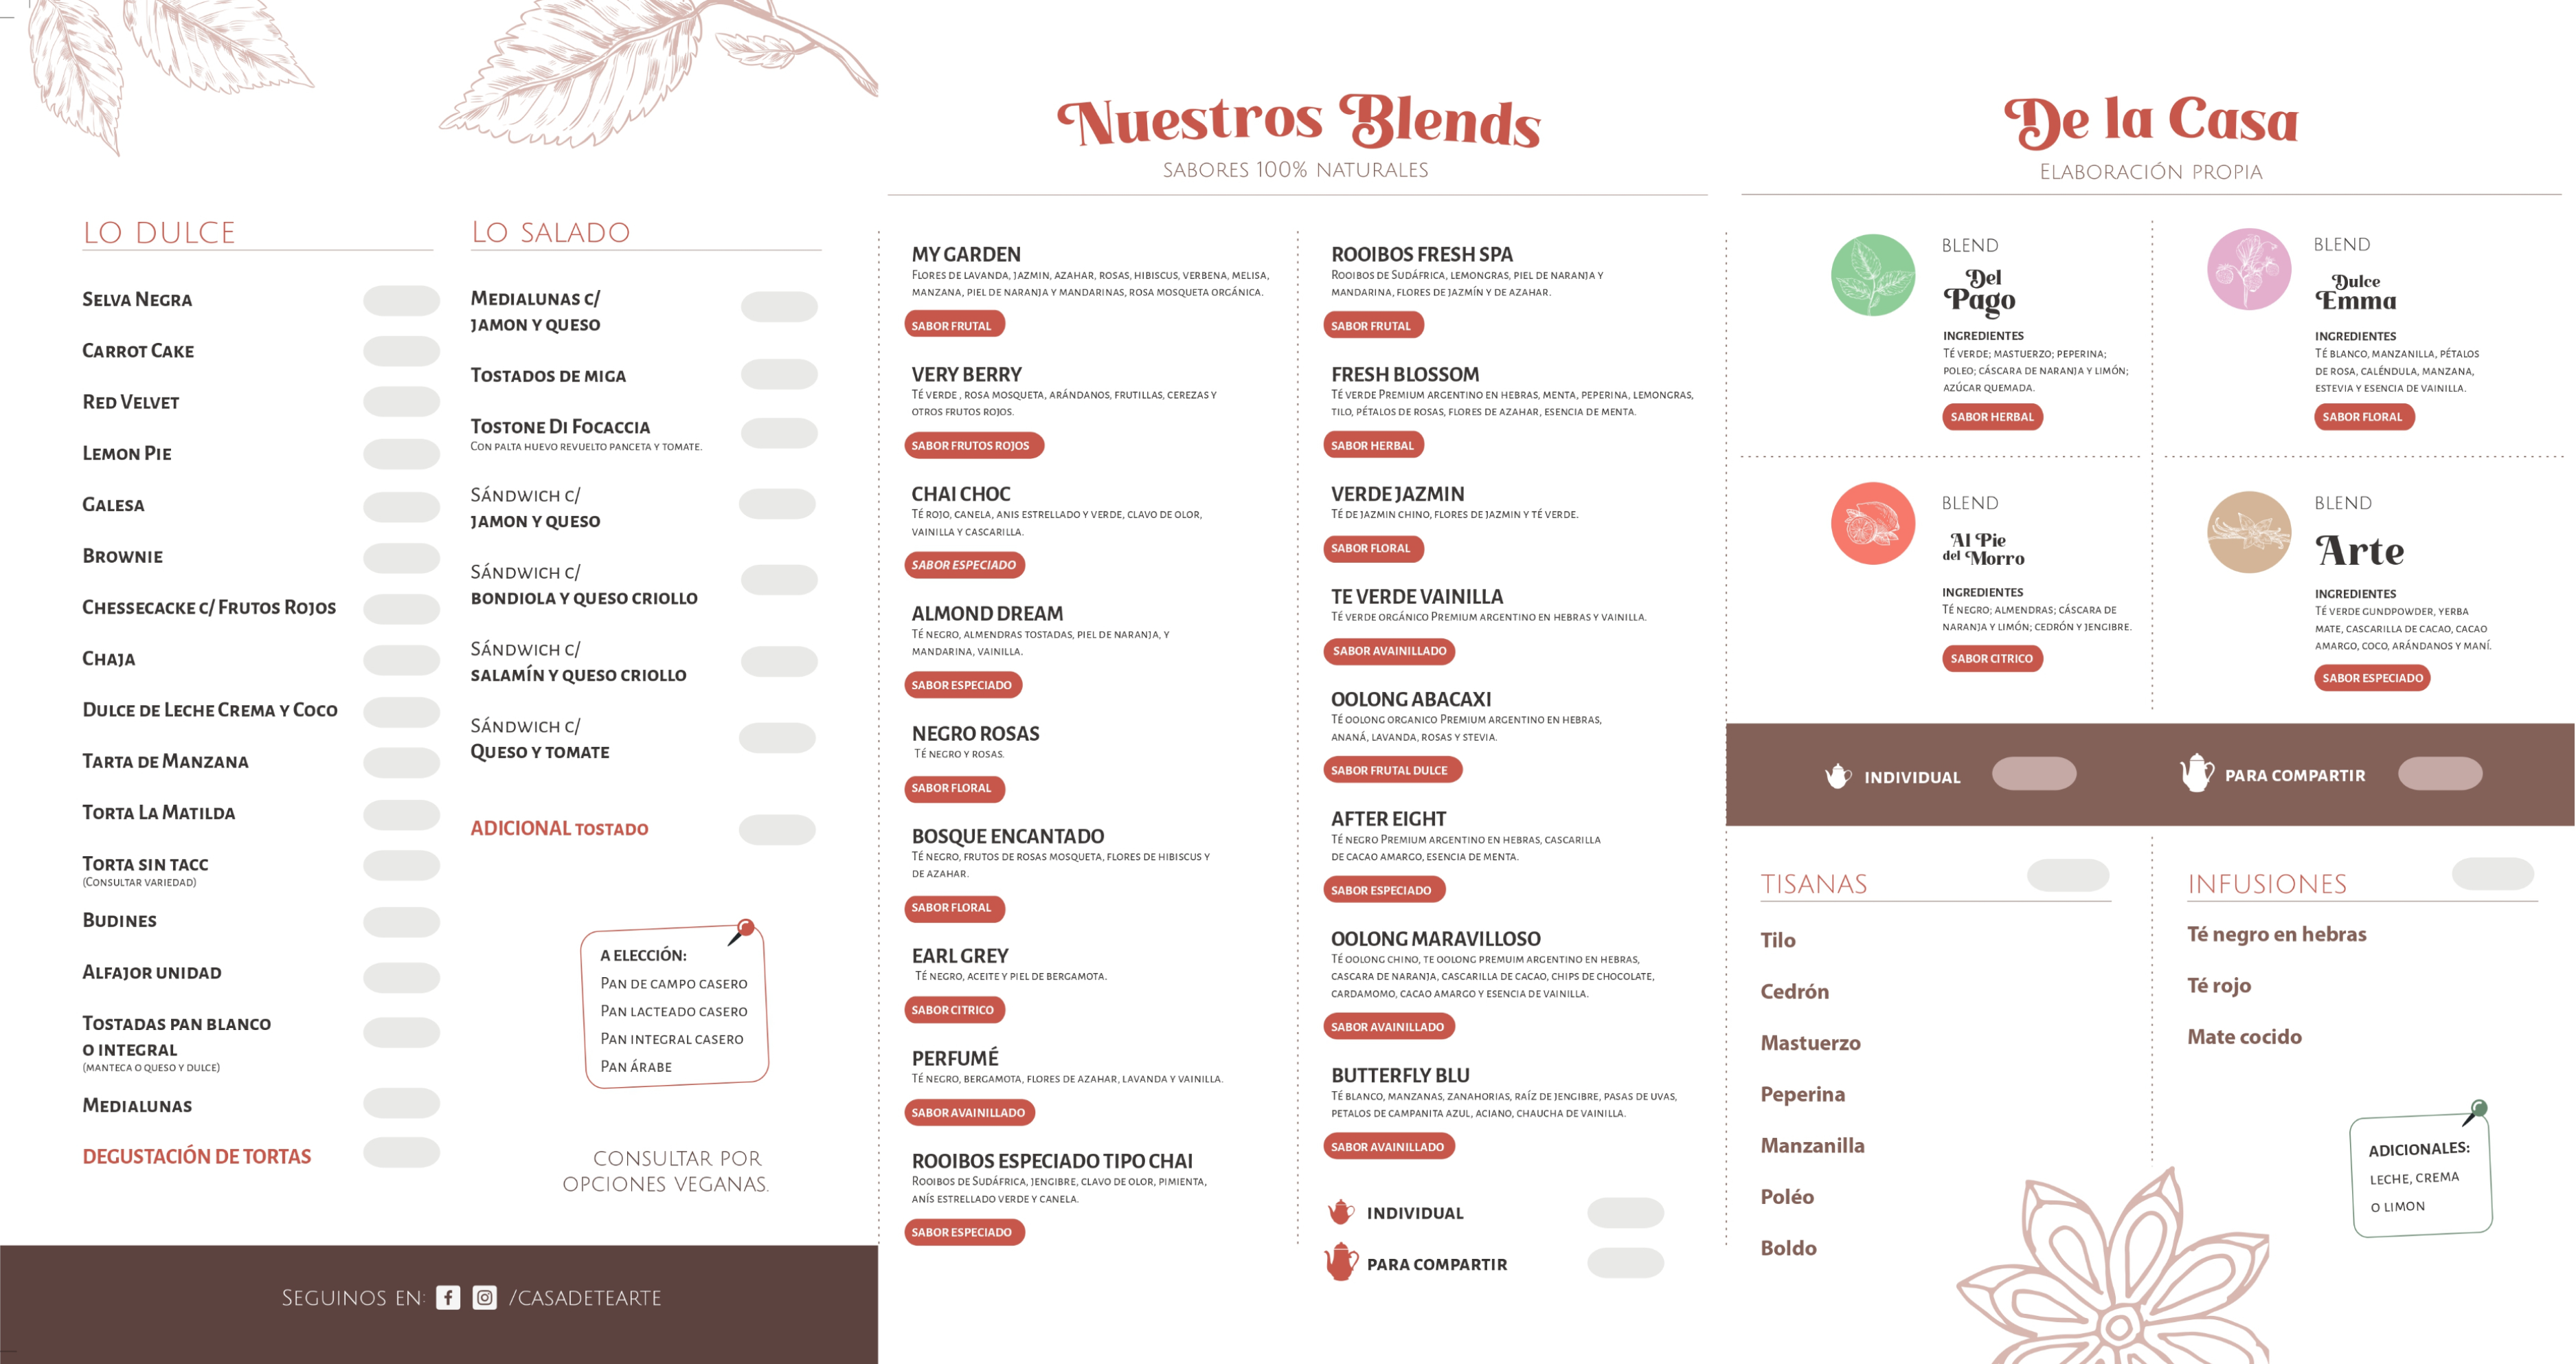 LO DULCE
SELVA NEGRA
CARROT CAKE
RED VELVET
LEMON PIE
GALESA
BROWNIE
CHESSECACKE C/ FRUTOS ROJOS
CHAJA
DULCE DE LECHE CREMA Y COCO
TARTA DE MANZANA
TORTA LA MATILDA
TORTA SIN TACC
(CONSULTAR VARIEDAD)
BUDINES
ALFAJOR UNIDAD
TOSTADAS PAN BLANCO
O INTEGRAL
(MANTECA O QUESO Y DULCE)
MEDIALUNAS
DEGUSTACIÓN DE TORTAS
LO SALADO
MEDIALUNAS C/
JAMON Y QUESO
TOSTADOS DE MIGA
TOSTONE DI FOCACCIA
CON PALTA HUEVO REVUELTO PANCETA Y TOMATE.
SÁNDWICH C/
JAMON Y QUESO
SÁNDWICH C/
BONDIOLA Y QUESO CRIOLLO
SÁNDWICH C/
SALAMÍN Y QUESO CRIOLLO
SÁNDWICH C/
QUESO Y TOMATE
ADICIONAL TOSTADO
A ELECCIÓN:
PAN DE CAMPO CASERO
PAN LACTEADO CASERO
PAN INTEGRAL CASERO
PAN ÁRABE
CONSULTAR POR
OPCIONES VEGANAS.
SEGUINOS EN: /CASADETEARTE
Nuestros Blends
SABORES 100% NATURALES
MY GARDEN
FLORES DE LAVANDA, JAZMIN, AZAHAR, ROSAS, HIBISCUS, VERBENA, MELISA,
MANZANA, PIEL DE NARANJA Y MANDARINAS, ROSA MOSQUETA ORGÁNICA.
SABOR FRUTAL
VERY BERRY
TÉ VERDE , ROSA MOSQUETA, ARÁNDANOS, FRUTILLAS, CEREZAS Y
OTROS FRUTOS ROJOS.
SABOR FRUTOS ROJOS
CHAI CHOC
TÉ ROJO, CANELA, ANIS ESTRELLADO Y VERDE, CLAVO DE OLOR,
VAINILLA Y CASCARILLA.
SABOR ESPECIADO
ALMOND DREAM
TÉ NEGRO, ALMENDRAS TOSTADAS, PIEL DE NARANJA, Y
MANDARINA, VAINILLA.
SABOR ESPECIADO
NEGRO ROSAS
TÉ NEGRO Y ROSAS.
SABOR FLORAL
BOSQUE ENCANTADO
TÉ NEGRO, FRUTOS DE ROSAS MOSQUETA, FLORES DE HIBISCUS Y
DE AZAHAR.
SABOR FLORAL
EARL GREY
TÉ NEGRO, ACEITE Y PIEL DE BERGAMOTA.
SABOR CITRICO
PERFUMÉ
TÉ NEGRO, BERGAMOTA, FLORES DE AZAHAR, LAVANDA Y VAINILLA.
SABOR AVAINILLADO
ROOIBOS ESPECIADO TIPO CHAI
ROOIBOS DE SUDÁFRICA, JENGIBRE, CLAVO DE OLOR, PIMIENTA,
ANÍS ESTRELLADO VERDE Y CANELA.
SABOR ESPECIADO
ROOIBOS FRESH SPA
ROOIBOS DE SUDÁFRICA, LEMONGRAS, PIEL DE NARANJA Y
MANDARINA, FLORES DE JAZMÍN Y DE AZAHAR.
SABOR FRUTAL
FRESH BLOSSOM
TÉ VERDE PREMIUM ARGENTINO EN HEBRAS, MENTA, PEPERINA, LEMONGRAS,
TILO, PÉTALOS DE ROSAS, FLORES DE AZAHAR, ESENCIA DE MENTA.
SABOR HERBAL
VERDE JAZMIN
TÉ DE JAZMIN CHINO, FLORES DE JAZMIN Y TÉ VERDE.
SABOR FLORAL
TE VERDE VAINILLA
TÉ VERDE ORGÁNICO PREMIUM ARGENTINO EN HEBRAS Y VAINILLA.
SABOR AVAINILLADO
OOLONG ABACAXI
TÉ OOLONG ORGANICO PREMIUM ARGENTINO EN HEBRAS,
ANANÁ, LAVANDA, ROSAS Y STEVIA.
SABOR FRUTAL DULCE
AFTER EIGHT
TÉ NEGRO PREMIUM ARGENTINO EN HEBRAS, CASCARILLA
DE CACAO AMARGO, ESENCIA DE MENTA.
SABOR ESPECIADO
OOLONG MARAVILLOSO
TÉ OOLONG CHINO, TE OOLONG PREMUIM ARGENTINO EN HEBRAS,
CASCARA DE NARANJA, CASCARILLA DE CACAO, CHIPS DE CHOCOLATE,
CARDAMOMO, CACAO AMARGO Y ESENCIA DE VAINILLA.
SABOR AVAINILLADO
BUTTERFLY BLU
TÉ BLANCO, MANZANAS, ZANAHORIAS, RAÍZ DE JENGIBRE, PASAS DE UVAS,
PETALOS DE CAMPANITA AZUL, ACIANO, CHAUCHA DE VAINILLA.
SABOR AVAINILLADO
INDIVIDUAL
PARA COMPARTIR
De la Casa
ELABORACIÓN PROPIA
BLEND
Del
Pago
INGREDIENTES
TÉ VERDE; MASTUERZO; PEPERINA;
POLEO; CÁSCARA DE NARANJA Y LIMÓN;
AZÚCAR QUEMADA.
SABOR HERBAL
BLEND
Dulce
Emma
INGREDIENTES
TÉ BLANCO, MANZANILLA, PÉTALOS
DE ROSA, CALÉNDULA, MANZANA,
ESTEVIA Y ESENCIA DE VAINILLA.
SABOR FLORAL
BLEND
Al Pie
del Morro
INGREDIENTES
TÉ NEGRO; ALMENDRAS; CÁSCARA DE
NARANJA Y LIMÓN; CEDRÓN Y JENGIBRE.
SABOR CITRICO
BLEND
Arte
INGREDIENTES
TÉ VERDE GUNDPOWDER, YERBA
MATE, CASCARILLA DE CACAO, CACAO
AMARGO, COCO, ARÁNDANOS Y MANÍ.
SABOR ESPECIADO
INDIVIDUAL
PARA COMPARTIR
TISANAS
Tilo
Cedrón
Mastuerzo
Peperina
Manzanilla
Poléo
Boldo
INFUSIONES
Té negro en hebras
Té rojo
Mate cocido
ADICIONALES:
LECHE, CREMA
O LIMON